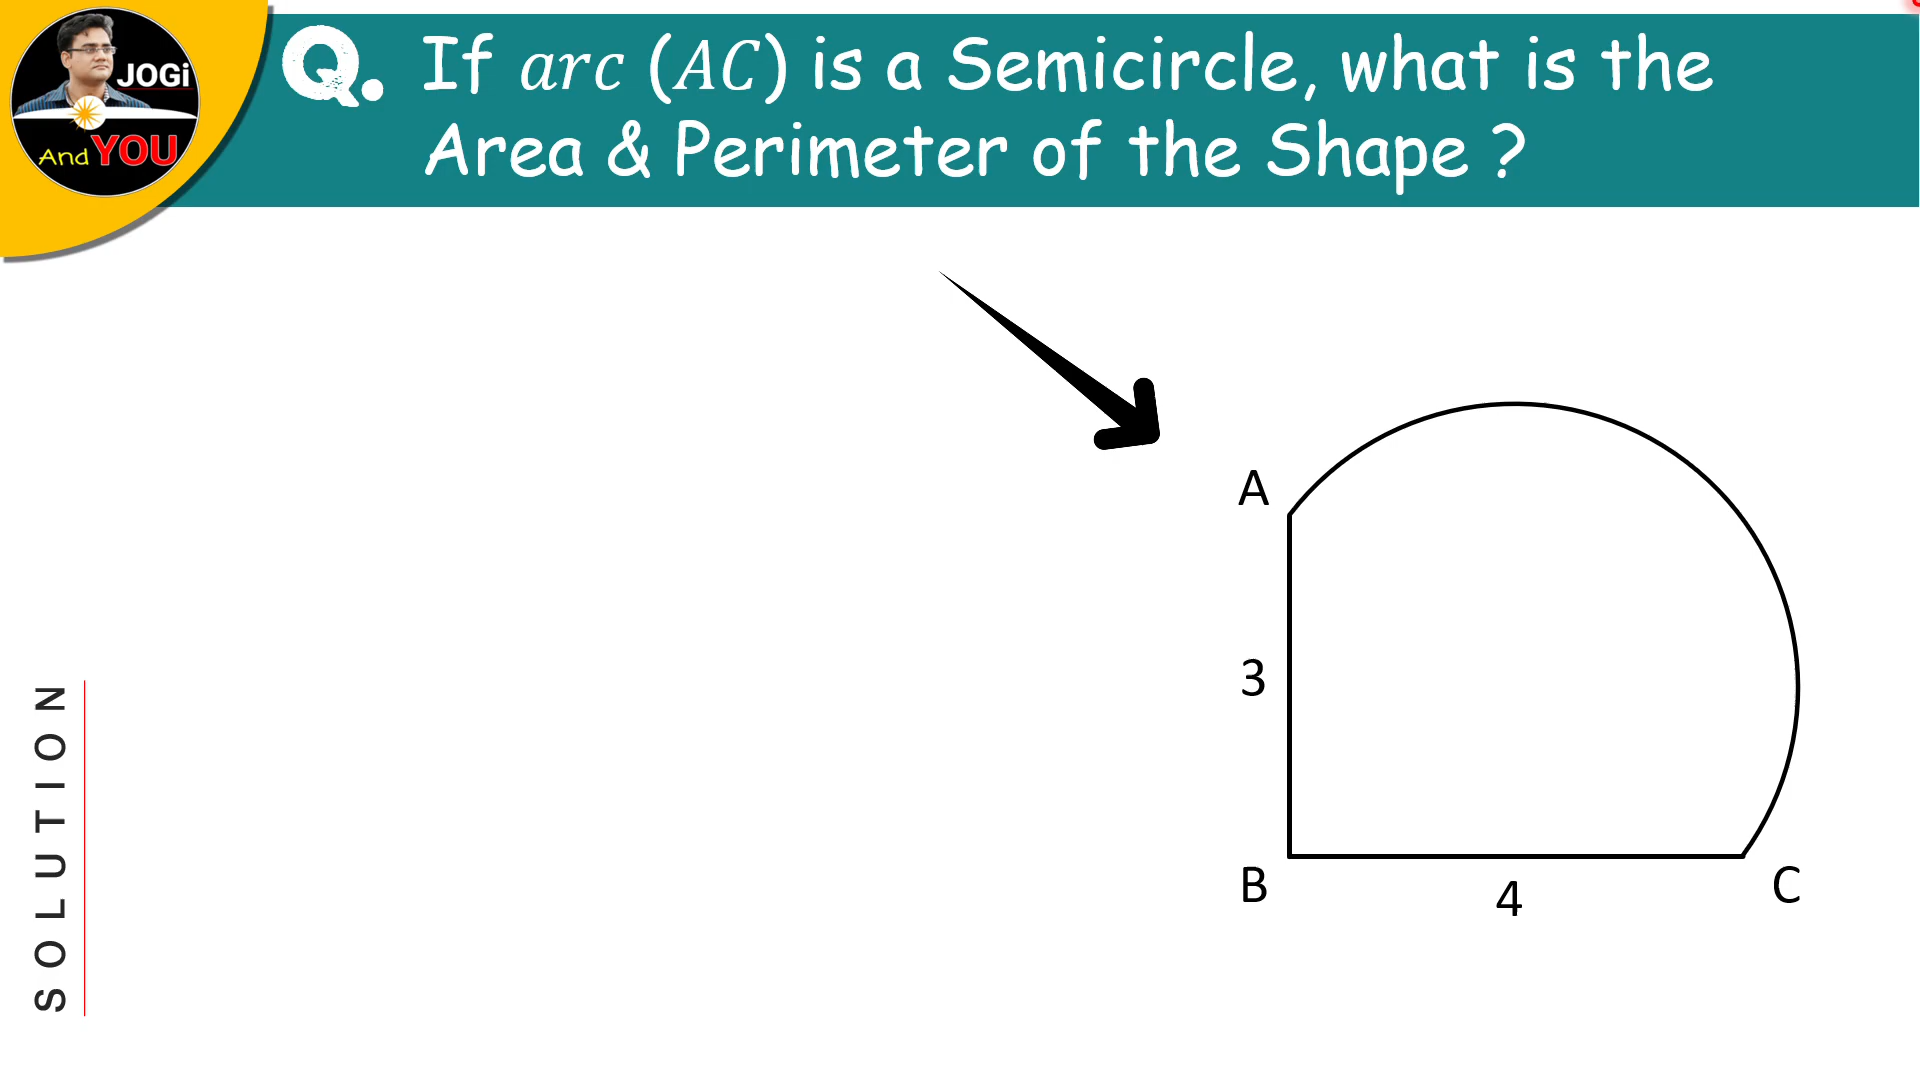 JOGi
And YOU
Q. If arc (AC) is a Semicircle, what is the
Area & Perimeter of the Shape ?
A
3
B
4
C
SOLUTION